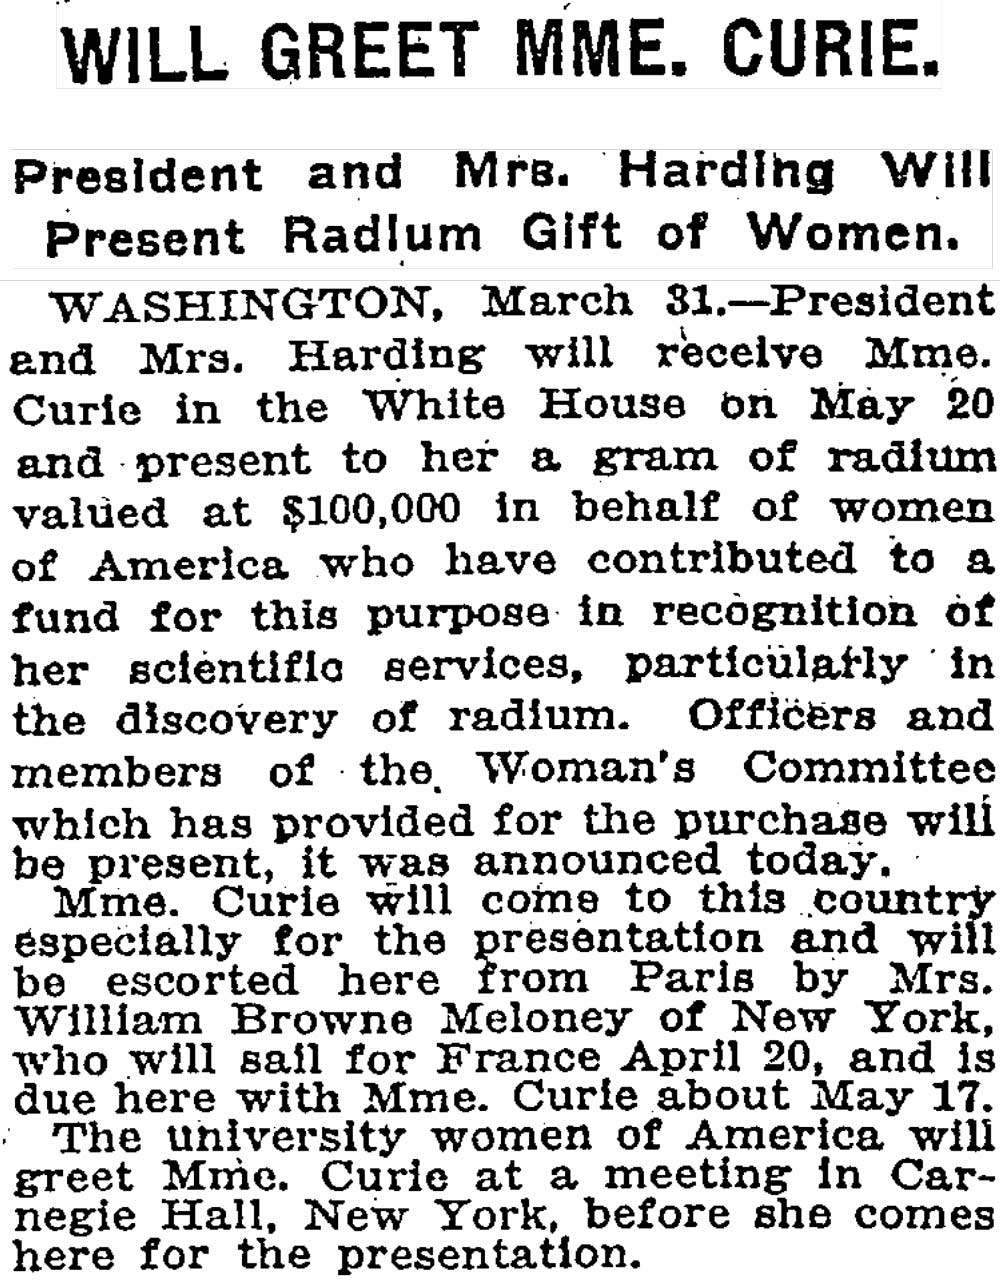 WILL GREET MME. CURIE.
President and Mrs. Harding Will
Present Radium Gift of Women.
WASHINGTON, March 31.—President
and Mrs. Harding will receive Mme.
Curie in the White House on May 20
and present to her a gram of radium
valued at $100,000 in behalf of women
of America who have contributed to a
fund for this purpose in recognition of
her scientific services, particularly in
the discovery of radium. Officers and
members of the Woman's Committee
which has provided for the purchase will
be present, it was announced today.
Mme. Curie will come to this country
especially for the presentation and will
be escorted here from Paris by Mrs.
William Browne Meloney of New York,
who will sail for France April 20, and is
due here with Mme. Curie about May 17.
The university women of America will
greet Mme. Curie at a meeting in Car-
negie Hall, New York, before she comes
here for the presentation.